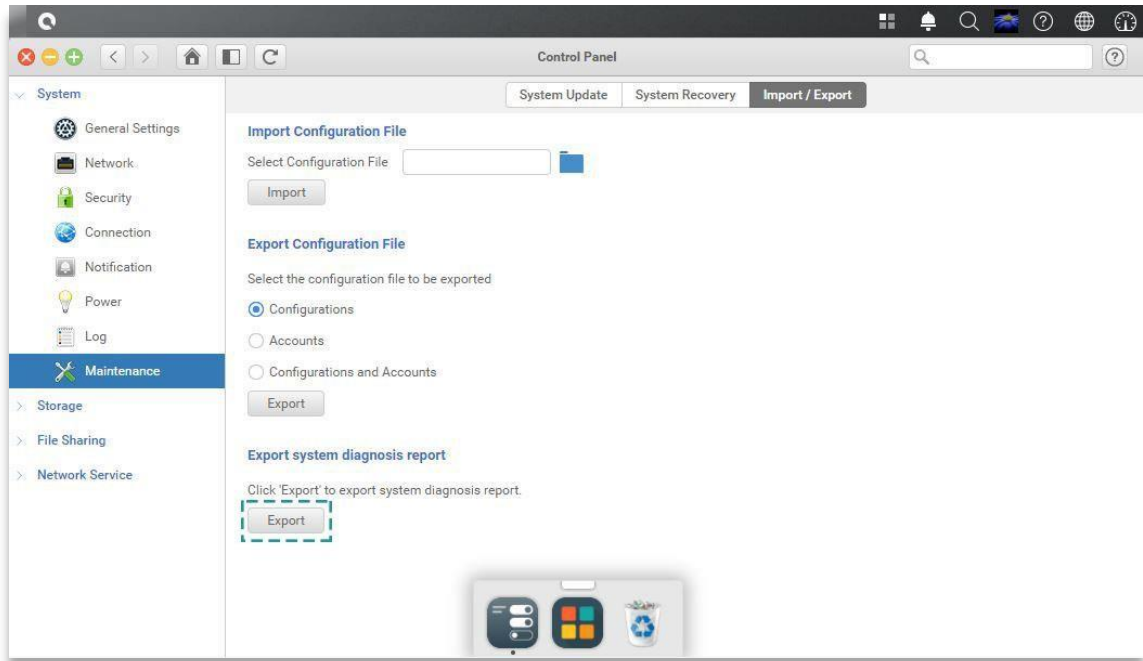 Control Panel
System
General Settings
Network
Security
Connection
Notification
Power
Log
Maintenance
Storage
File Sharing
Network Service
System Update
System Recovery
Import / Export
Import Configuration File
Select Configuration File
Import
Export Configuration File
Select the configuration file to be exported
Configurations
Accounts
Configurations and Accounts
Export
Export system diagnosis report
Click 'Export' to export system diagnosis report.
Export